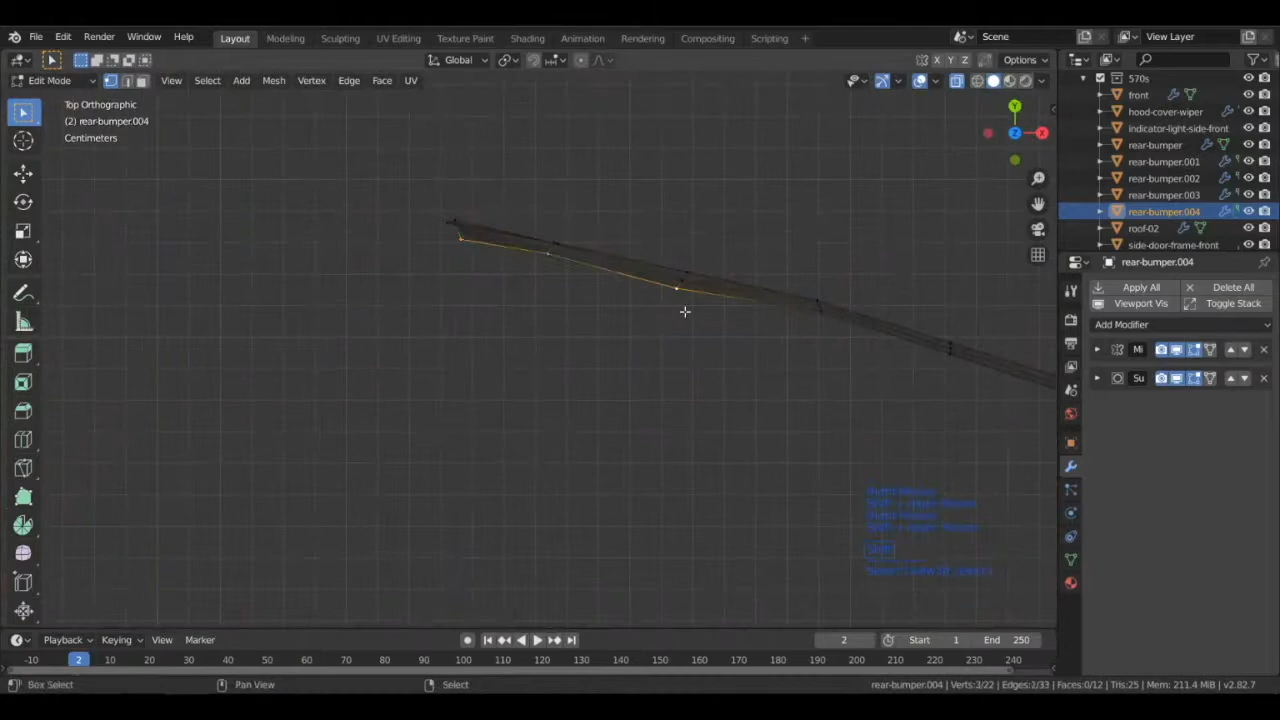 File Edit Render Window Help Layout Modeling Sculpting UV Editing Texture Paint Shading Animation Rendering Compositing Scripting + Scene View Layer
Global X Y Z Options
Edit Mode View Select Add Mesh Vertex Edge Face UV
Top Orthographic
(2) rear-bumper.004
Centimeters
Y
Z
X
570s
front
hood-cover-wiper
indicator-light-side-front
rear-bumper
rear-bumper.001
rear-bumper.002
rear-bumper.003
rear-bumper.004
roof-02
side-door-frame-front
rear-bumper.004
Apply All Delete All
Viewport Vis Toggle Stack
Add Modifier
Mi
Su
Playback Keying View Marker 2 Start 1 End 250
-10 2 10 20 30 40 50 60 70 80 90 100 110 120 130 140 150 160 170 180 190 200 210 220 230 240
Box Select Pan View Select rear-bumper.004 | Verts:3/22 | Edges:2/33 | Faces:0/12 | Tris:25 | Mem: 211.4 MiB | v2.82.7